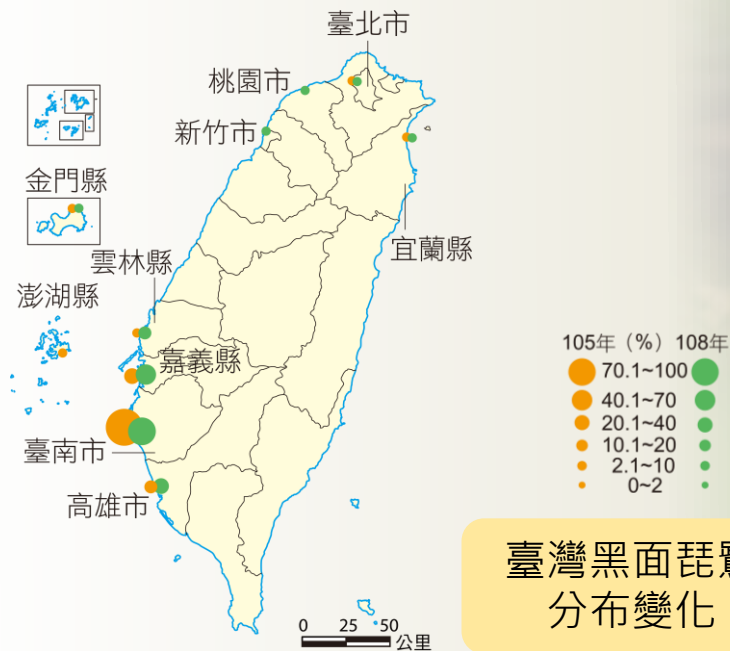 臺北市
桃園市
新竹市
金門縣
宜蘭縣
雲林縣
澎湖縣
嘉義縣
臺南市
高雄市
105年（%）108年
70.1~100
40.1~70
20.1~40
10.1~20
2.1~10
0~2
臺灣黑面琵鷺
分布變化
0 25 50
公里